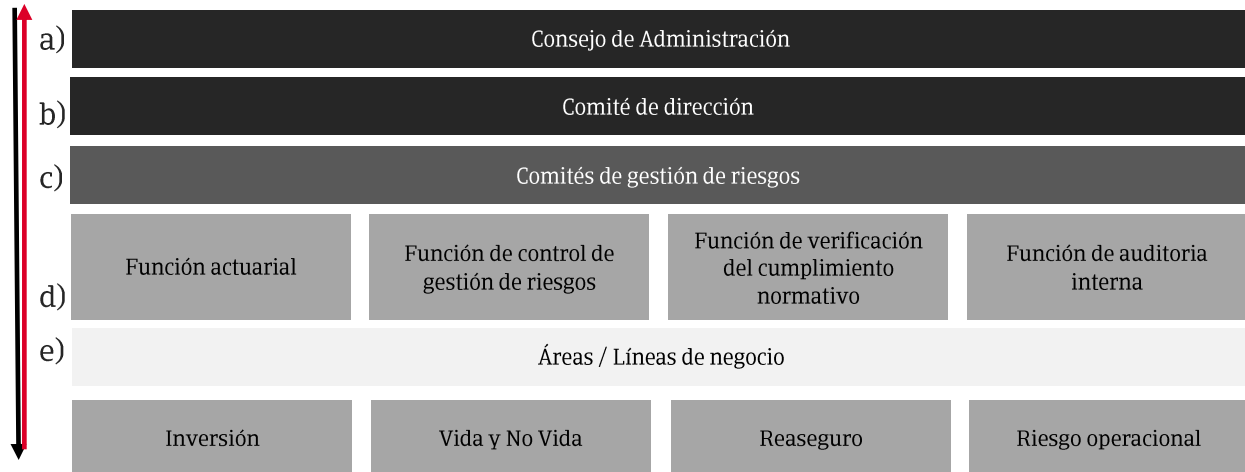 a)
Consejo de Administración
b)
Comité de dirección
c)
Comités de gestión de riesgos
d)
Función actuarial
Función de control de
gestión de riesgos
Función de verificación
del cumplimiento
normativo
Función de auditoria
interna
e)
Áreas / Líneas de negocio
Inversión
Vida y No Vida
Reaseguro
Riesgo operacional